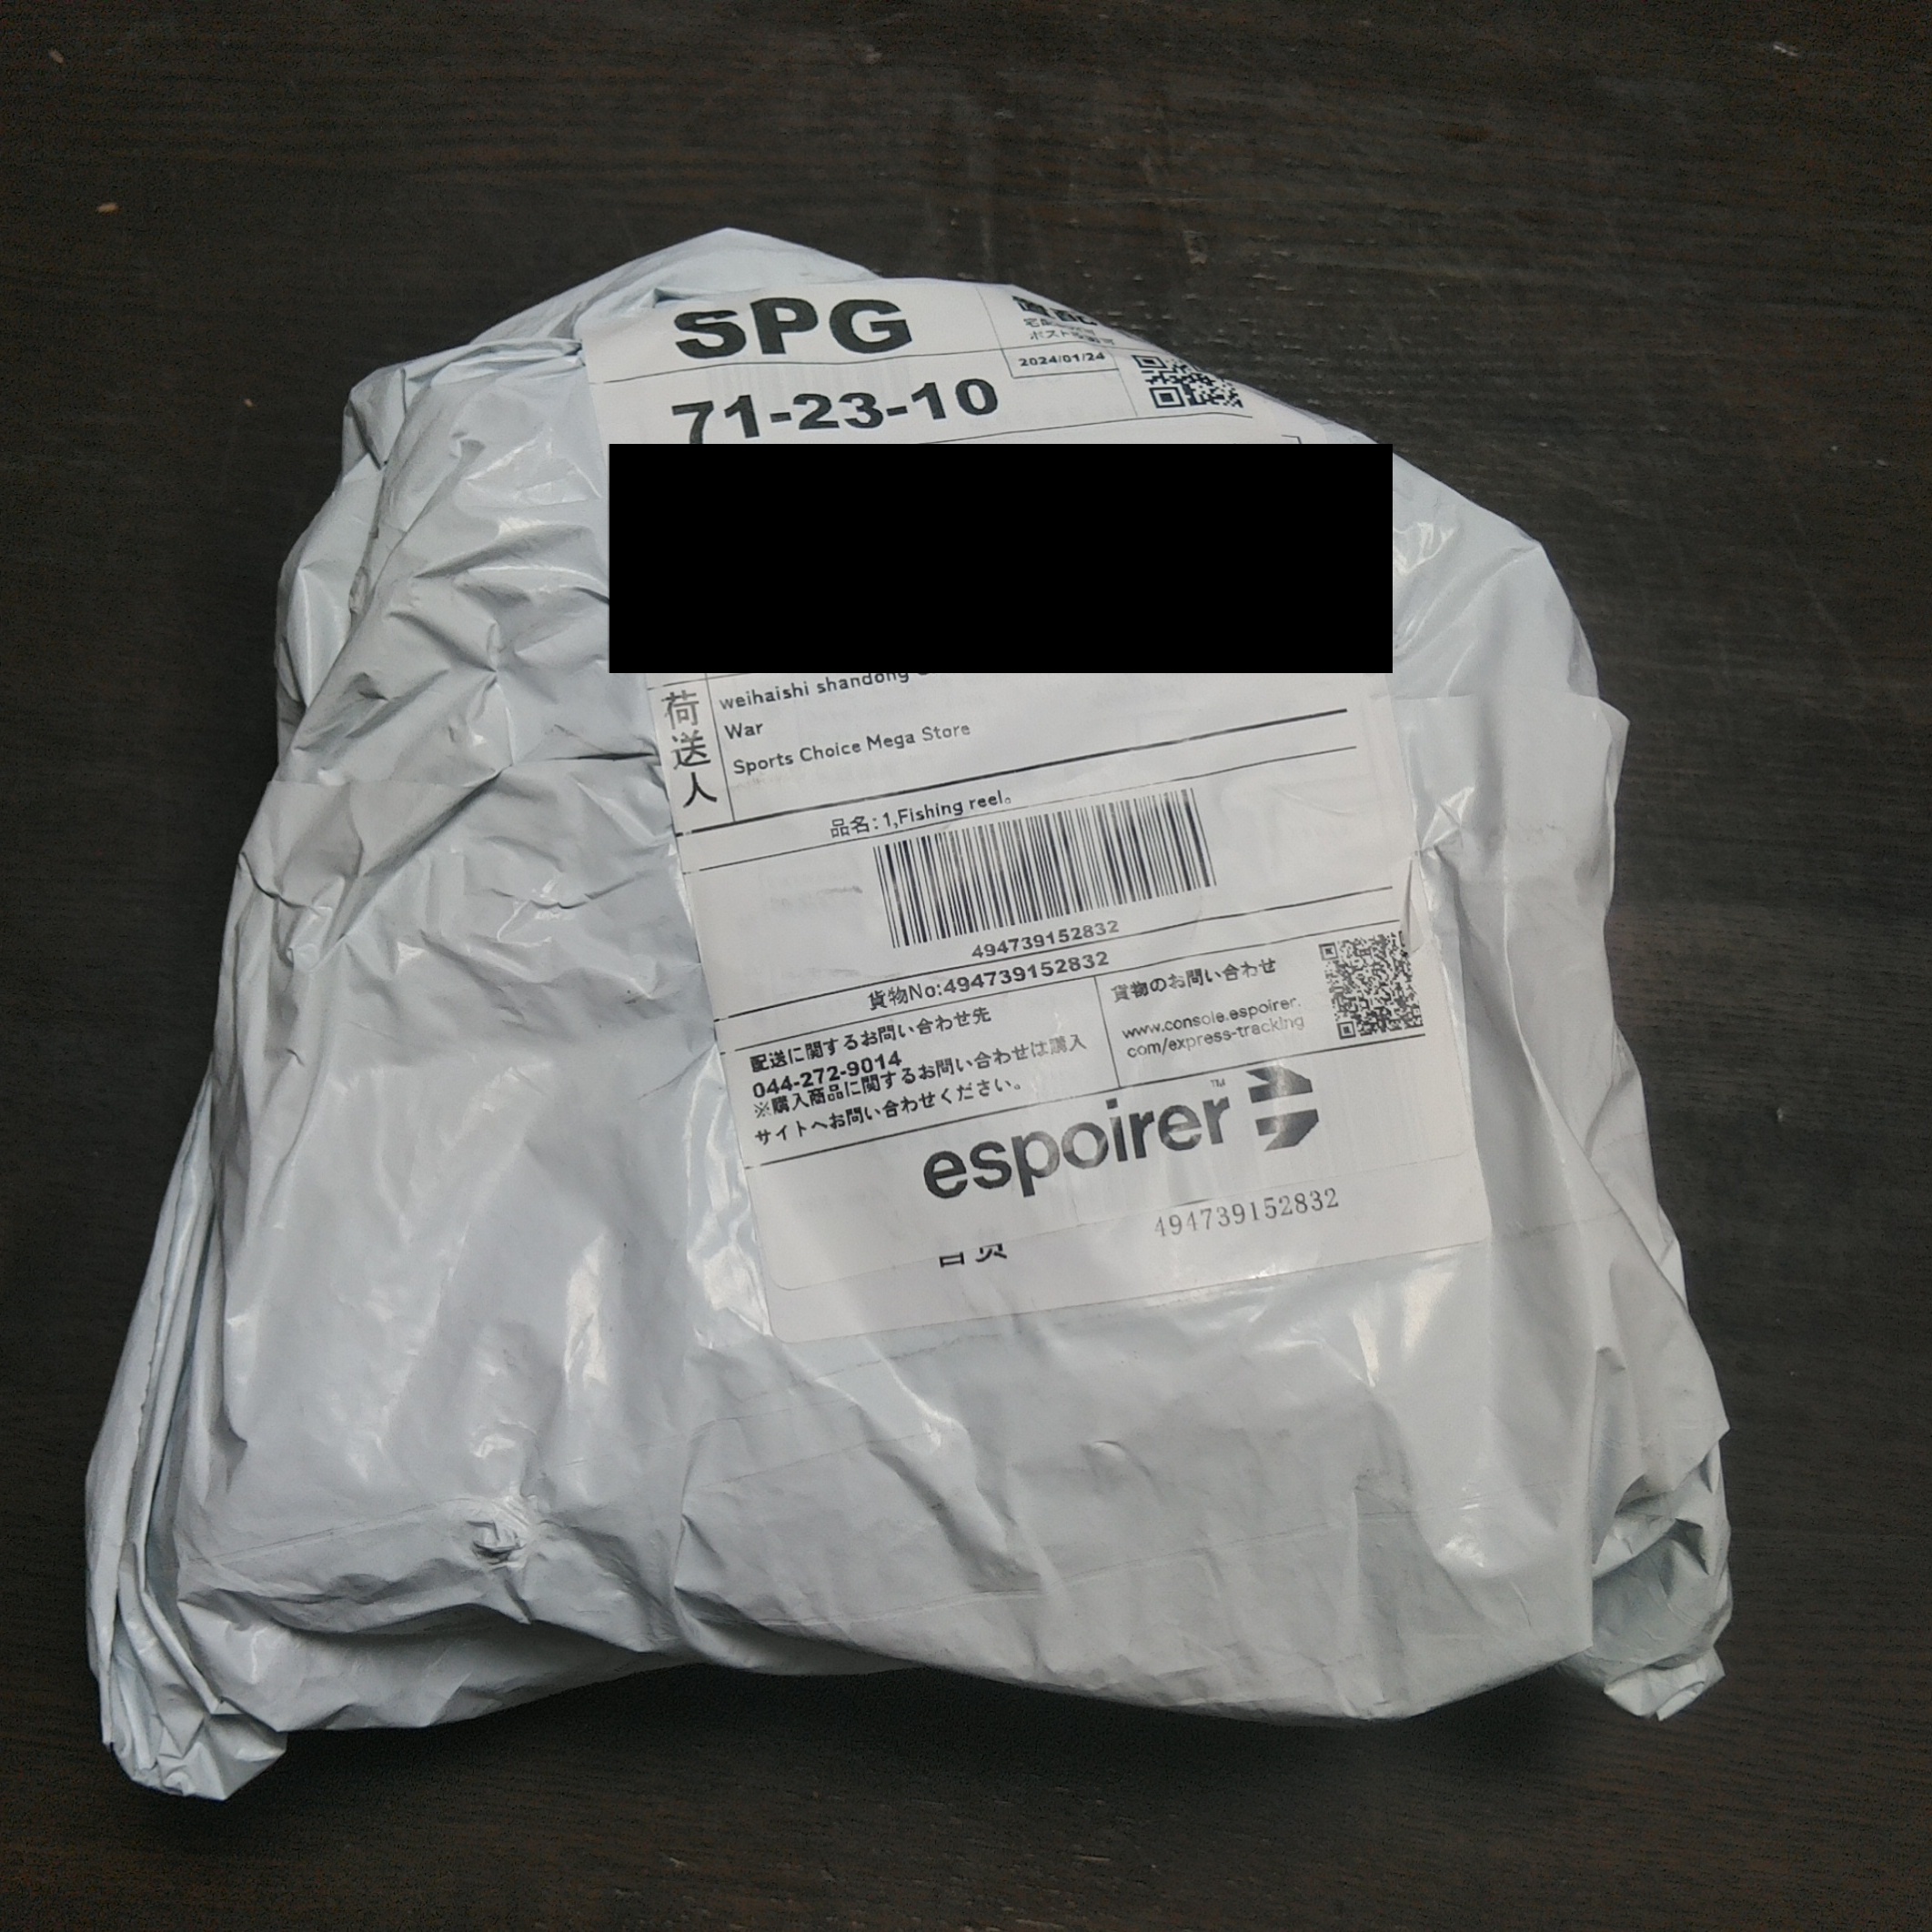 SPG
2024/01/24
71-23-10
weihaishi shandong
War
Sports Choice Mega Store
荷送人
品名:1,Fishing reel。
494739152832
貨物No:494739152832
配送に関するお問い合わせ先
044-272-9014
※購入商品に関するお問い合わせは購入
サイトへお問い合わせください。
貨物のお問い合わせ
www.console.espoirer.
com/express-tracking
espoirer™
494739152832